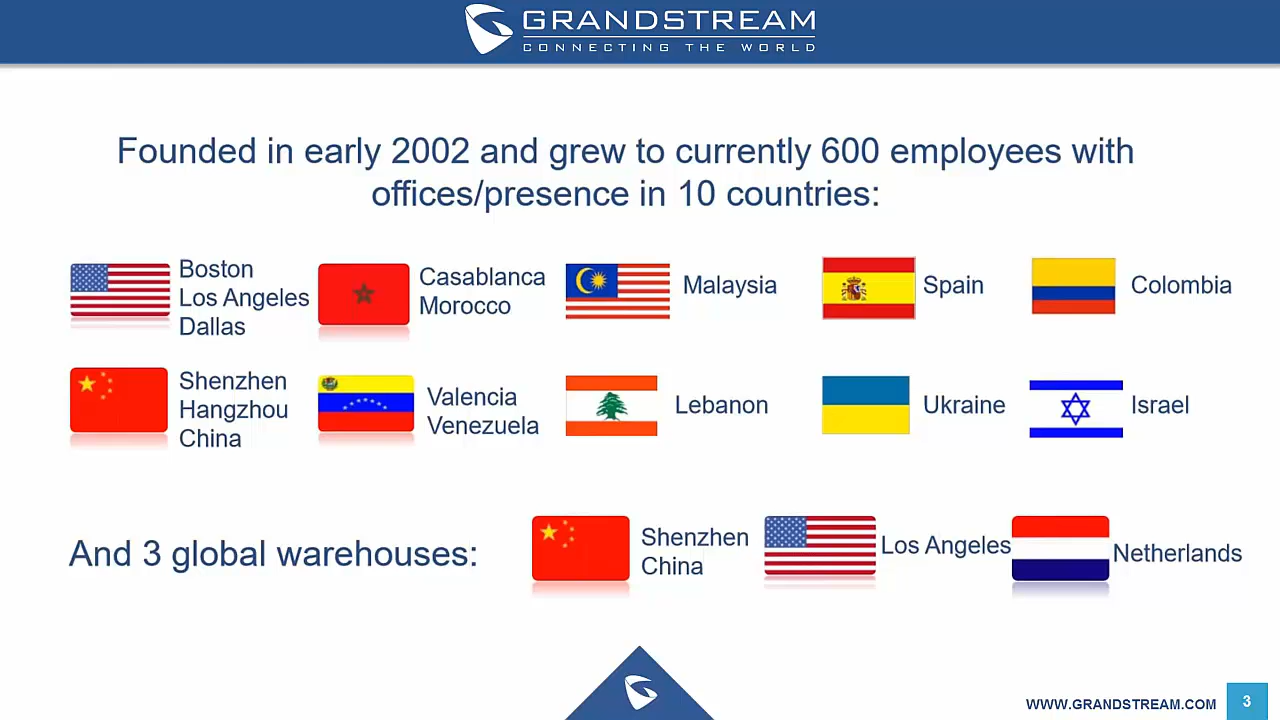 GRANDSTREAM
CONNECTING THE WORLD
Founded in early 2002 and grew to currently 600 employees with
offices/presence in 10 countries:
Boston
Los Angeles
Dallas
Casablanca
Morocco
Malaysia
Spain
Colombia
Shenzhen
Hangzhou
China
Valencia
Venezuela
Lebanon
Ukraine
Israel
And 3 global warehouses:
Shenzhen
China
Los Angeles
Netherlands
WWW.GRANDSTREAM.COM
3